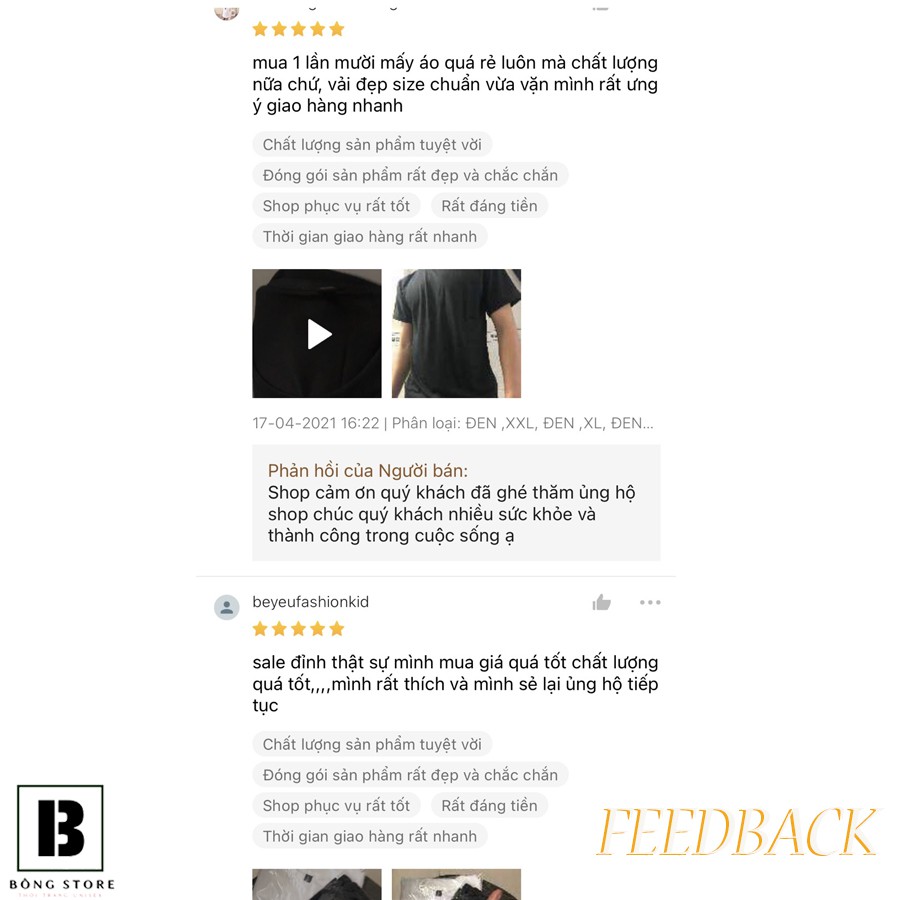 mua 1 lần mười mấy áo quá rẻ luôn mà chất lượng
nữa chứ, vải đẹp size chuẩn vừa vặn mình rất ưng
ý giao hàng nhanh
Chất lượng sản phẩm tuyệt vời
Đóng gói sản phẩm rất đẹp và chắc chắn
Shop phục vụ rất tốt
Rất đáng tiền
Thời gian giao hàng rất nhanh
17-04-2021 16:22 | Phân loại: ĐEN ,XXL, ĐEN ,XL, ĐEN...
Phản hồi của Người bán:
Shop cảm ơn quý khách đã ghé thăm ủng hộ
shop chúc quý khách nhiều sức khỏe và
thành công trong cuộc sống ạ
beyeufashionkid
sale đỉnh thật sự mình mua giá quá tốt chất lượng
quá tốt,,,,mình rất thích và mình sẻ lại ủng hộ tiếp
tục
Chất lượng sản phẩm tuyệt vời
Đóng gói sản phẩm rất đẹp và chắc chắn
Shop phục vụ rất tốt
Rất đáng tiền
Thời gian giao hàng rất nhanh
B
BÔNG STORE
THỜI TRANG UNISEX
FEEDBACK